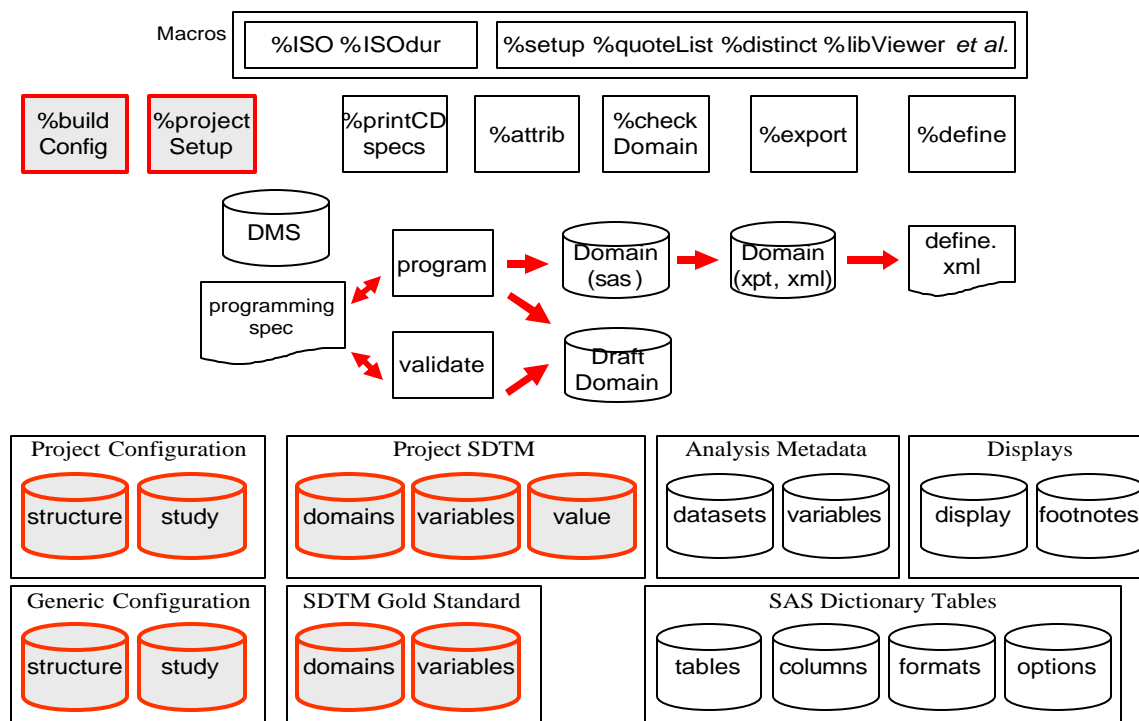 Macros
%ISO %ISOdur
%setup %quoteList %distinct %libViewer et al.
%build
Config
%project
Setup
%printCD
specs
%attrib
%check
Domain
%export
%define
DMS
programming
spec
program
validate
Domain
(sas)
Domain
(xpt, xml)
define.
xml
Draft
Domain
Project Configuration
structure
study
Project SDTM
domains
variables
value
Analysis Metadata
datasets
variables
Displays
display
footnotes
Generic Configuration
structure
study
SDTM Gold Standard
domains
variables
SAS Dictionary Tables
tables
columns
formats
options